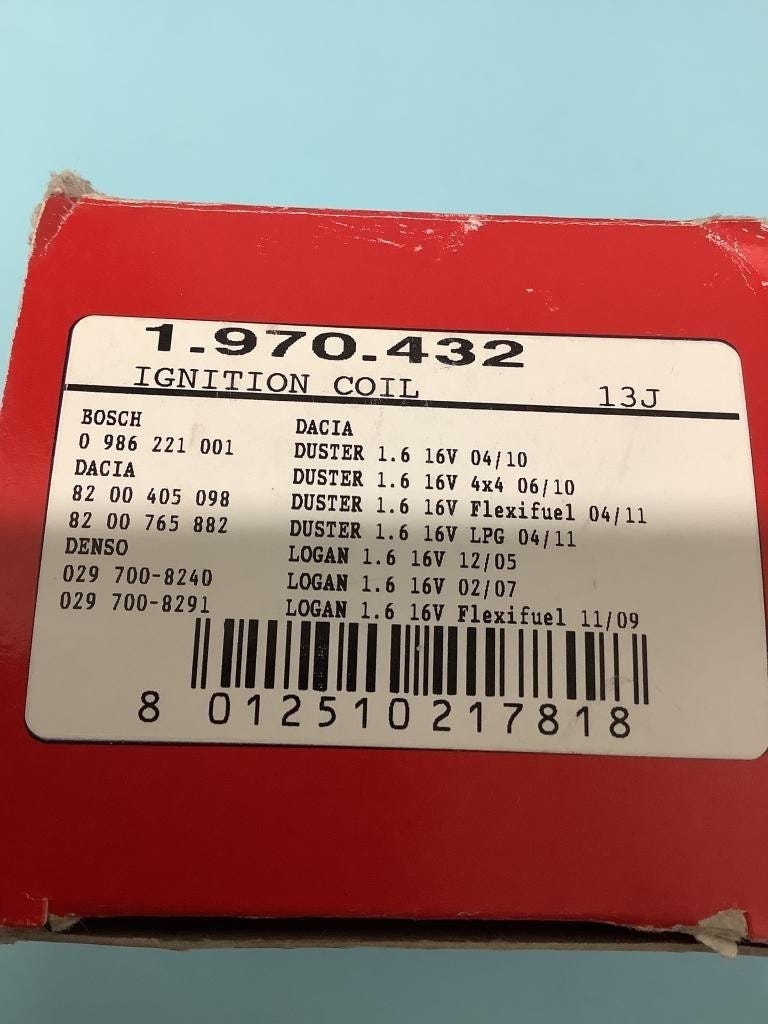 1.970.432
IGNITION COIL 13J
BOSCH
0 986 221 001
DACIA
82 00 405 098
82 00 765 882
DENSO
029 700-8240
029 700-8291
DACIA
DUSTER 1.6 16V 04/10
DUSTER 1.6 16V 4x4 06/10
DUSTER 1.6 16V Flexifuel 04/11
DUSTER 1.6 16V LPG 04/11
LOGAN 1.6 16V 12/05
LOGAN 1.6 16V 02/07
LOGAN 1.6 16V Flexifuel 11/09
8 012510 217818